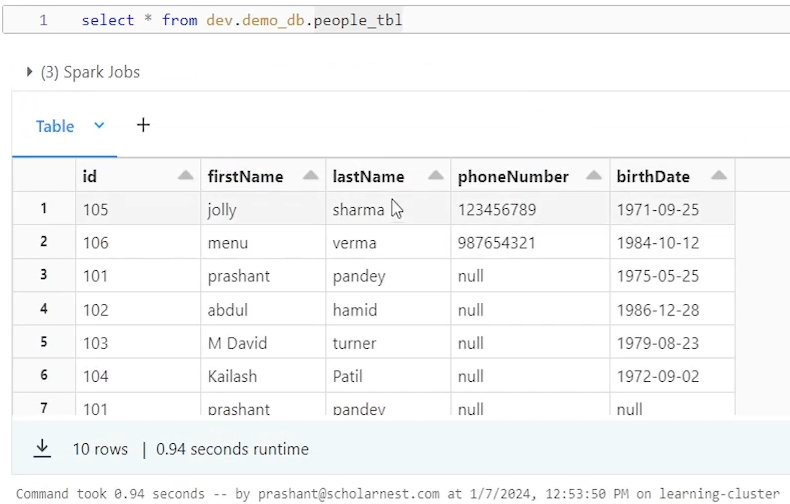 1 select * from dev.demo_db.people_tbl
(3) Spark Jobs
Table +
id firstName lastName phoneNumber birthDate
1 105 jolly sharma 123456789 1971-09-25
2 106 menu verma 987654321 1984-10-12
3 101 prashant pandey null 1975-05-25
4 102 abdul hamid null 1986-12-28
5 103 M David turner null 1979-08-23
6 104 Kailash Patil null 1972-09-02
7 101 prashant pandey null null
10 rows | 0.94 seconds runtime
Command took 0.94 seconds -- by prashant@scholarnest.com at 1/7/2024, 12:53:50 PM on learning-cluster